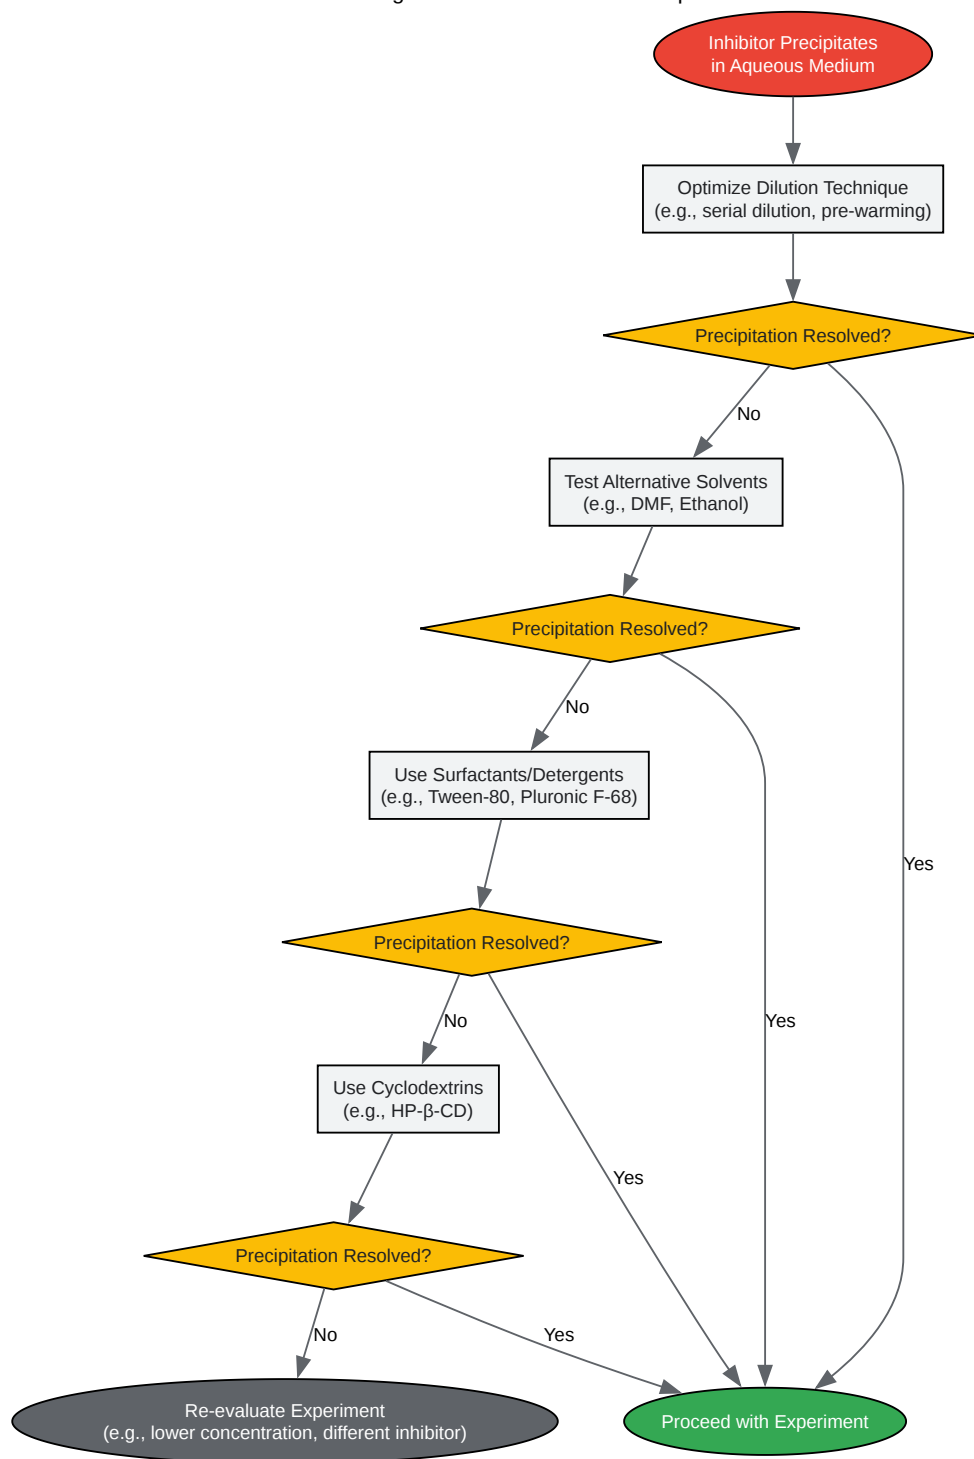 Inhibitor Precipitates
in Aqueous Medium
Optimize Dilution Technique
(e.g., serial dilution, pre-warming)
Precipitation Resolved?
No
Test Alternative Solvents
(e.g., DMF, Ethanol)
Precipitation Resolved?
No
Use Surfactants/Detergents
(e.g., Tween-80, Pluronic F-68)
Yes
Precipitation Resolved?
No
Yes
Use Cyclodextrins
(e.g., HP-β-CD)
Yes
Precipitation Resolved?
No
Yes
Re-evaluate Experiment
(e.g., lower concentration, different inhibitor)
Proceed with Experiment